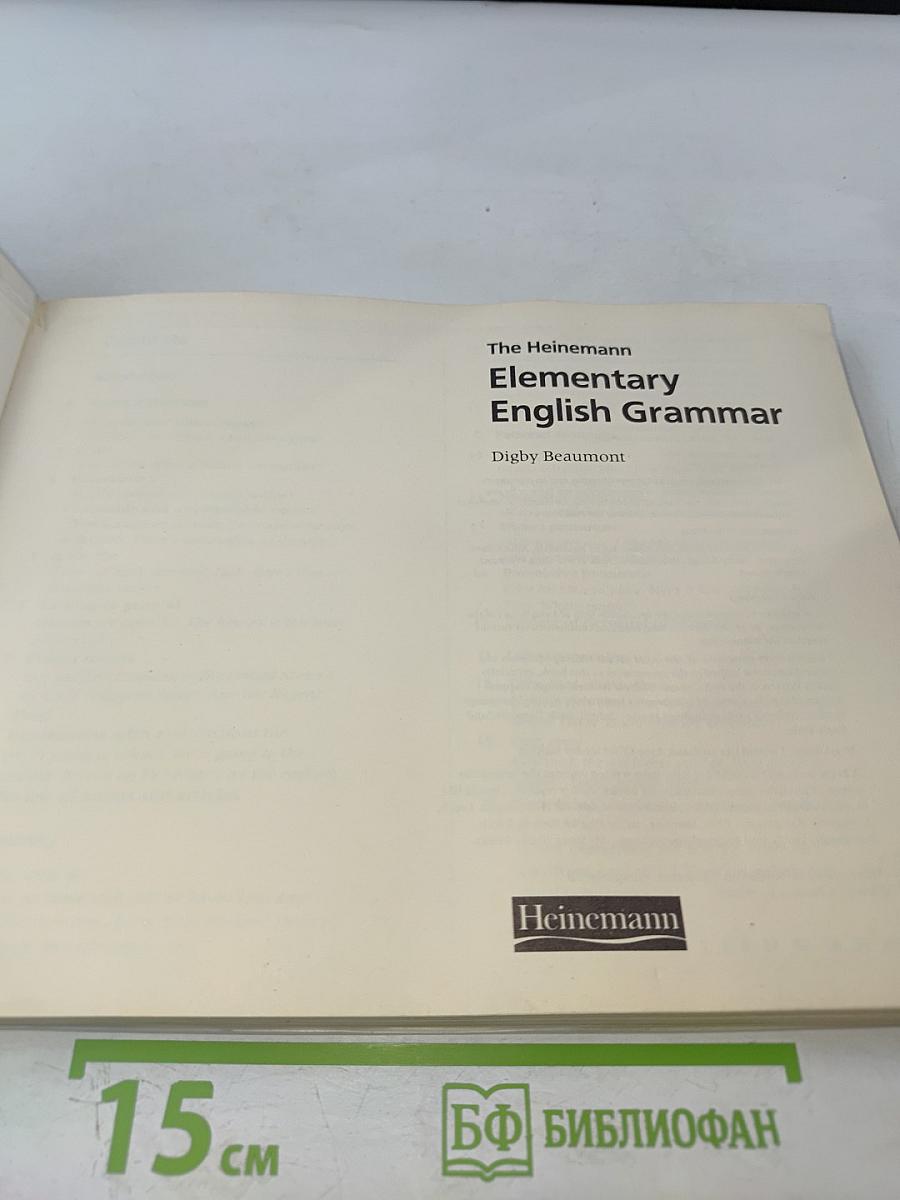 The Heinemann
Elementary
English Grammar
Digby Beaumont
Heinemann
15 см
БФ БИБЛИОФАН